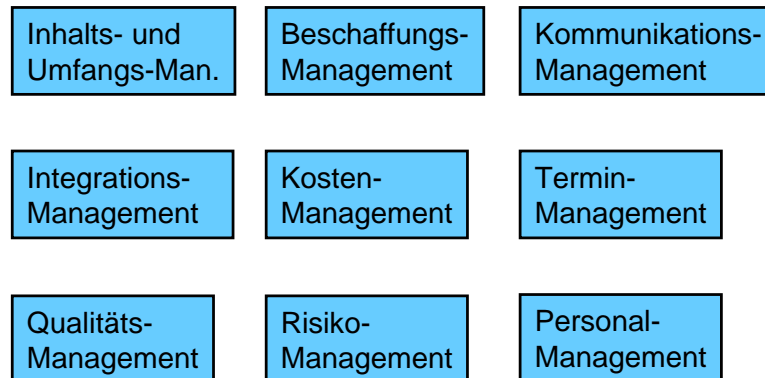 Inhalts- und
Umfangs-Man.
Beschaffungs-
Management
Kommunikations-
Management
Integrations-
Management
Kosten-
Management
Termin-
Management
Qualitäts-
Management
Risiko-
Management
Personal-
Management